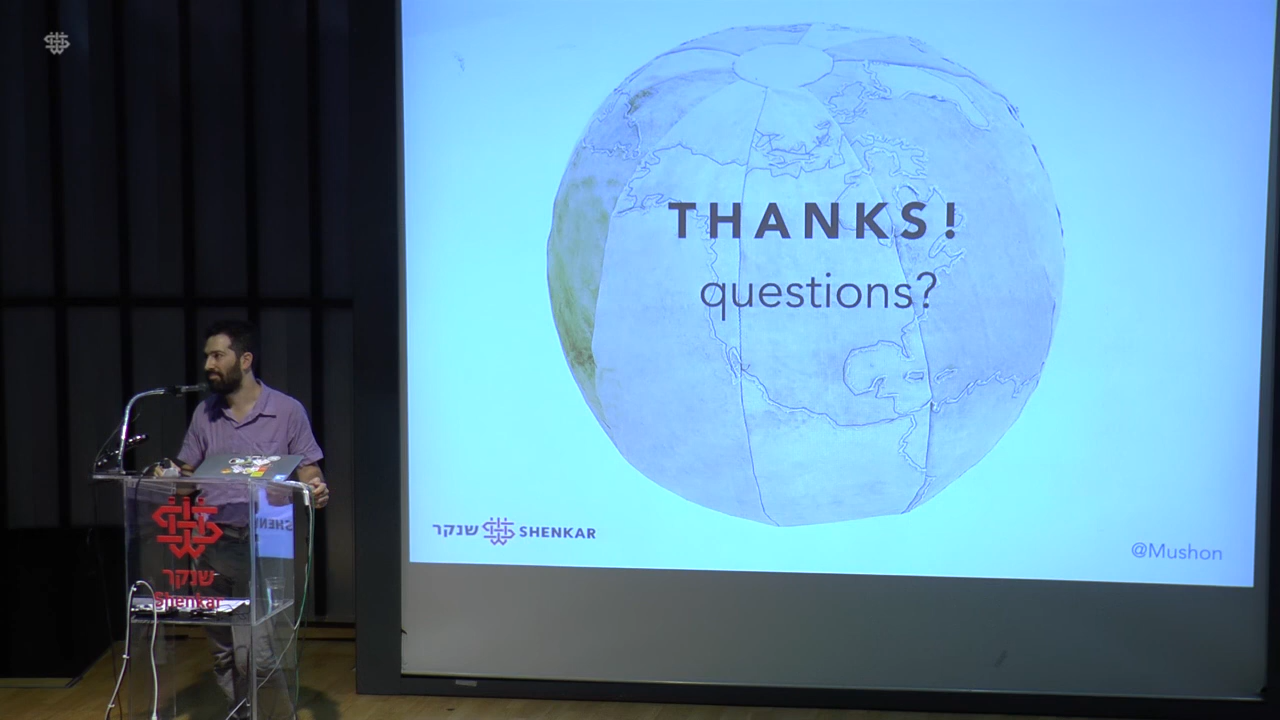 THANKS!
questions?
שנקר SHENKAR
@Mushon
שנקר
Shenkar